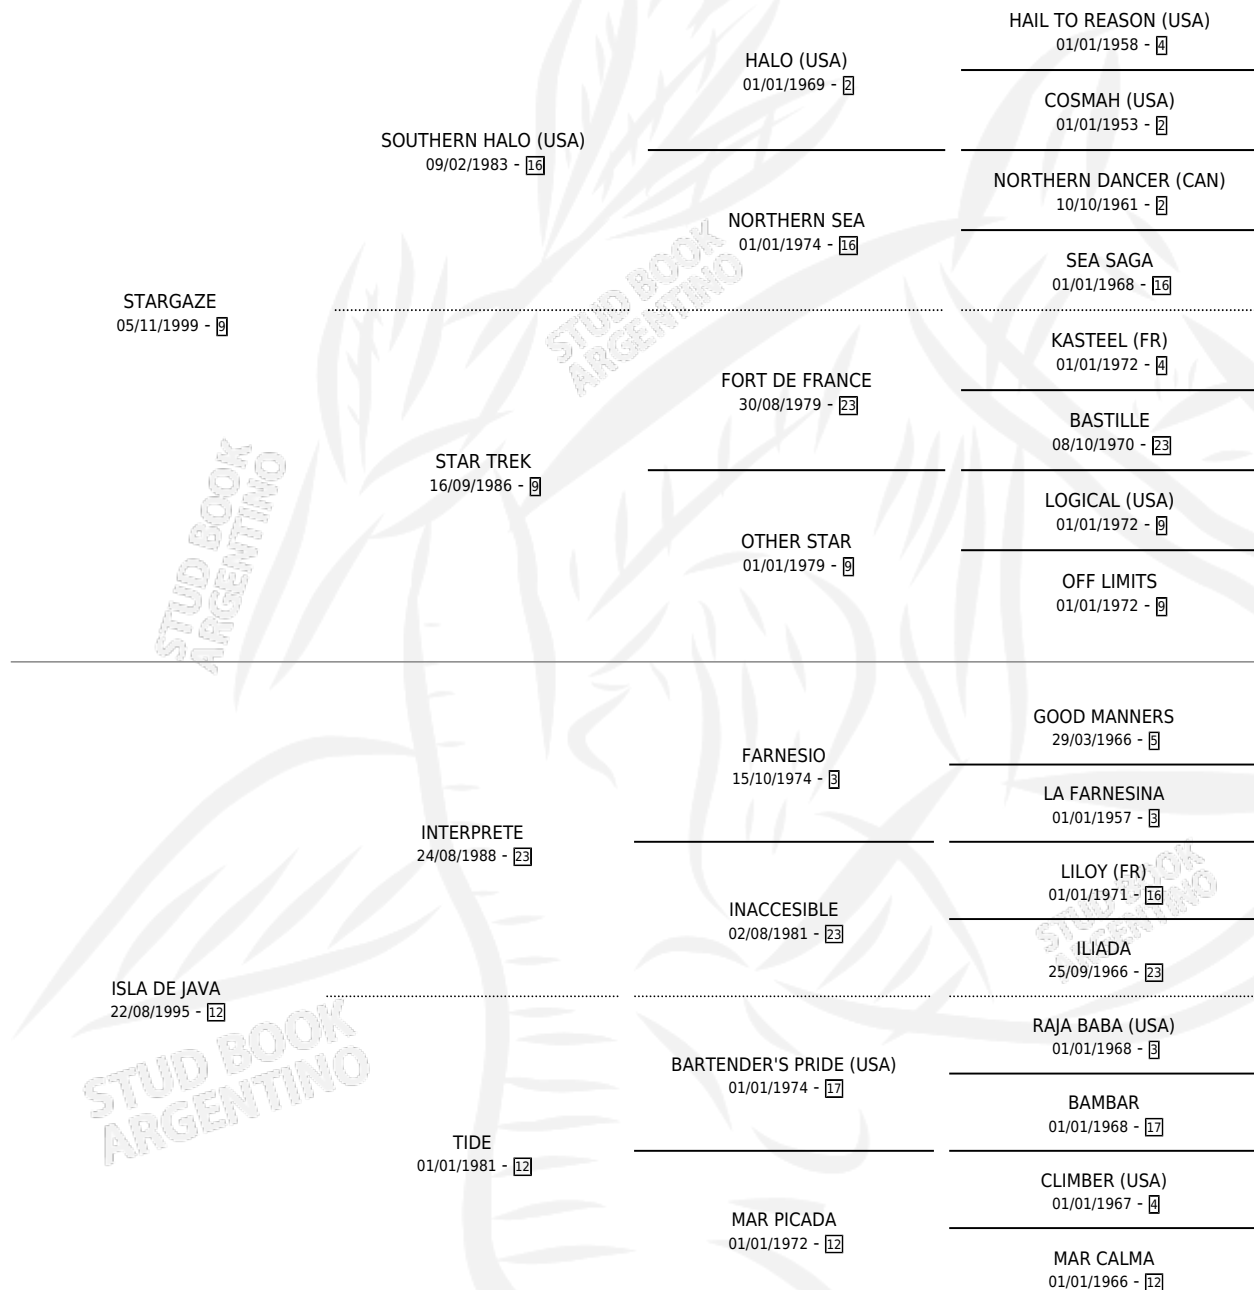 HAIL TO REASON (USA)
01/01/1958 - 4
HALO (USA)
01/01/1969 - 2
COSMAH (USA)
01/01/1953 - 2
SOUTHERN HALO (USA)
09/02/1983 - 16
NORTHERN DANCER (CAN)
10/10/1961 - 2
NORTHERN SEA
01/01/1974 - 16
SEA SAGA
01/01/1968 - 16
STARGAZE
05/11/1999 - 9
STUD BOOK
ARGENTINO
KASTEEL (FR)
01/01/1972 - 4
FORT DE FRANCE
30/08/1979 - 23
BASTILLE
08/10/1970 - 23
STAR TREK
16/09/1986 - 9
LOGICAL (USA)
01/01/1972 - 9
OTHER STAR
01/01/1979 - 9
OFF LIMITS
01/01/1972 - 9
STUD BOOK
ARGENTINO
GOOD MANNERS
29/03/1966 - 5
FARNESIO
15/10/1974 - 3
LA FARNESINA
01/01/1957 - 3
INTERPRETE
24/08/1988 - 23
LILOY (FR)
01/01/1971 - 16
INACCESIBLE
02/08/1981 - 23
STUD BOOK
ARGENTINO
ILIADA
25/09/1966 - 23
ISLA DE JAVA
22/08/1995 - 12
STUD BOOK
ARGENTINO
RAJA BABA (USA)
01/01/1968 - 3
BARTENDER'S PRIDE (USA)
01/01/1974 - 17
BAMBAR
01/01/1968 - 17
TIDE
01/01/1981 - 12
CLIMBER (USA)
01/01/1967 - 4
MAR PICADA
01/01/1972 - 12
MAR CALMA
01/01/1966 - 12